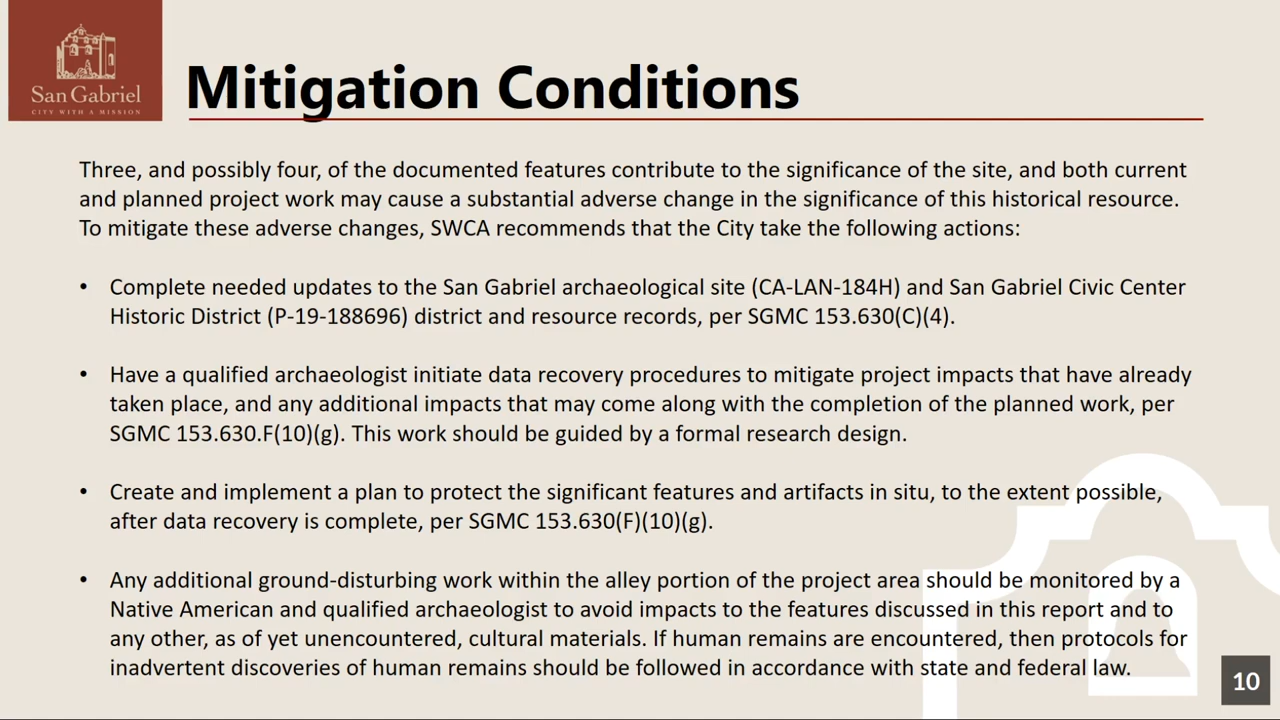 San Gabriel
CITY WITH A MISSION
Mitigation Conditions
Three, and possibly four, of the documented features contribute to the significance of the site, and both current
and planned project work may cause a substantial adverse change in the significance of this historical resource.
To mitigate these adverse changes, SWCA recommends that the City take the following actions:
• Complete needed updates to the San Gabriel archaeological site (CA-LAN-184H) and San Gabriel Civic Center
Historic District (P-19-188696) district and resource records, per SGMC 153.630(C)(4).
• Have a qualified archaeologist initiate data recovery procedures to mitigate project impacts that have already
taken place, and any additional impacts that may come along with the completion of the planned work, per
SGMC 153.630.F(10)(g). This work should be guided by a formal research design.
• Create and implement a plan to protect the significant features and artifacts in situ, to the extent possible,
after data recovery is complete, per SGMC 153.630(F)(10)(g).
• Any additional ground-disturbing work within the alley portion of the project area should be monitored by a
Native American and qualified archaeologist to avoid impacts to the features discussed in this report and to
any other, as of yet unencountered, cultural materials. If human remains are encountered, then protocols for
inadvertent discoveries of human remains should be followed in accordance with state and federal law.
10